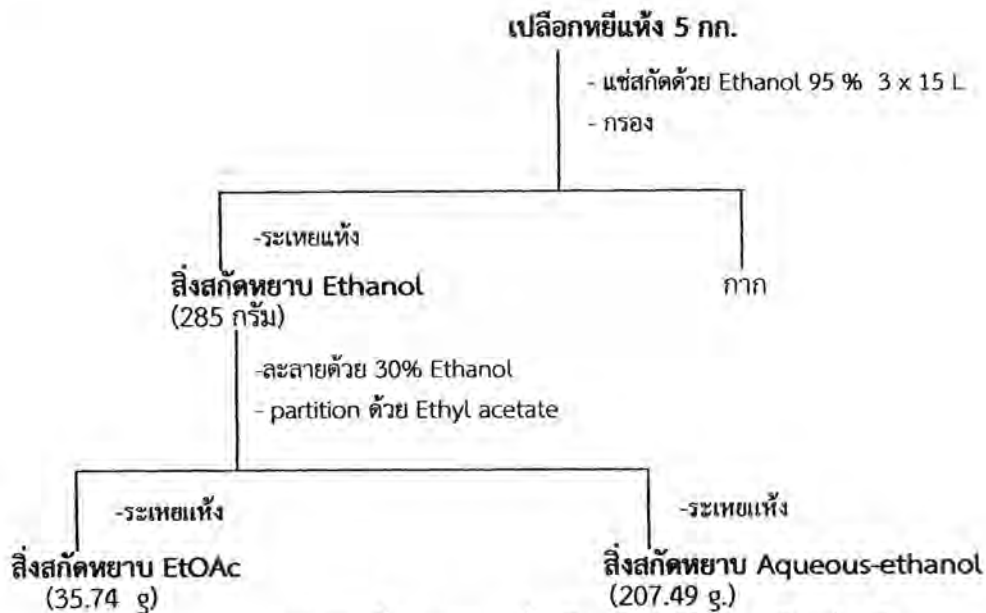 เปลือกหยีแห้ง 5 กก.
- แช่สกัดด้วย Ethanol 95 % 3 x 15 L
- กรอง
-ระเหยแห้ง
สิ่งสกัดหยาบ Ethanol
(285 กรัม)
กาก
-ละลายด้วย 30% Ethanol
- partition ด้วย Ethyl acetate
-ระเหยแห้ง
-ระเหยแห้ง
สิ่งสกัดหยาบ EtOAc
(35.74 g)
สิ่งสกัดหยาบ Aqueous-ethanol
(207.49 g.)